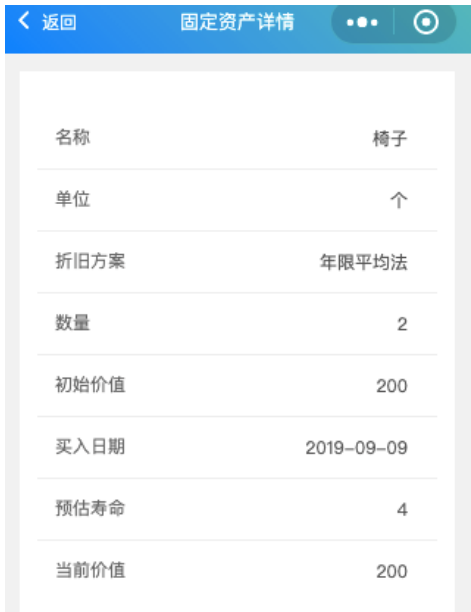 返回 固定资产详情
名称 椅子
单位 个
折旧方案 年限平均法
数量 2
初始价值 200
买入日期 2019-09-09
预估寿命 4
当前价值 200